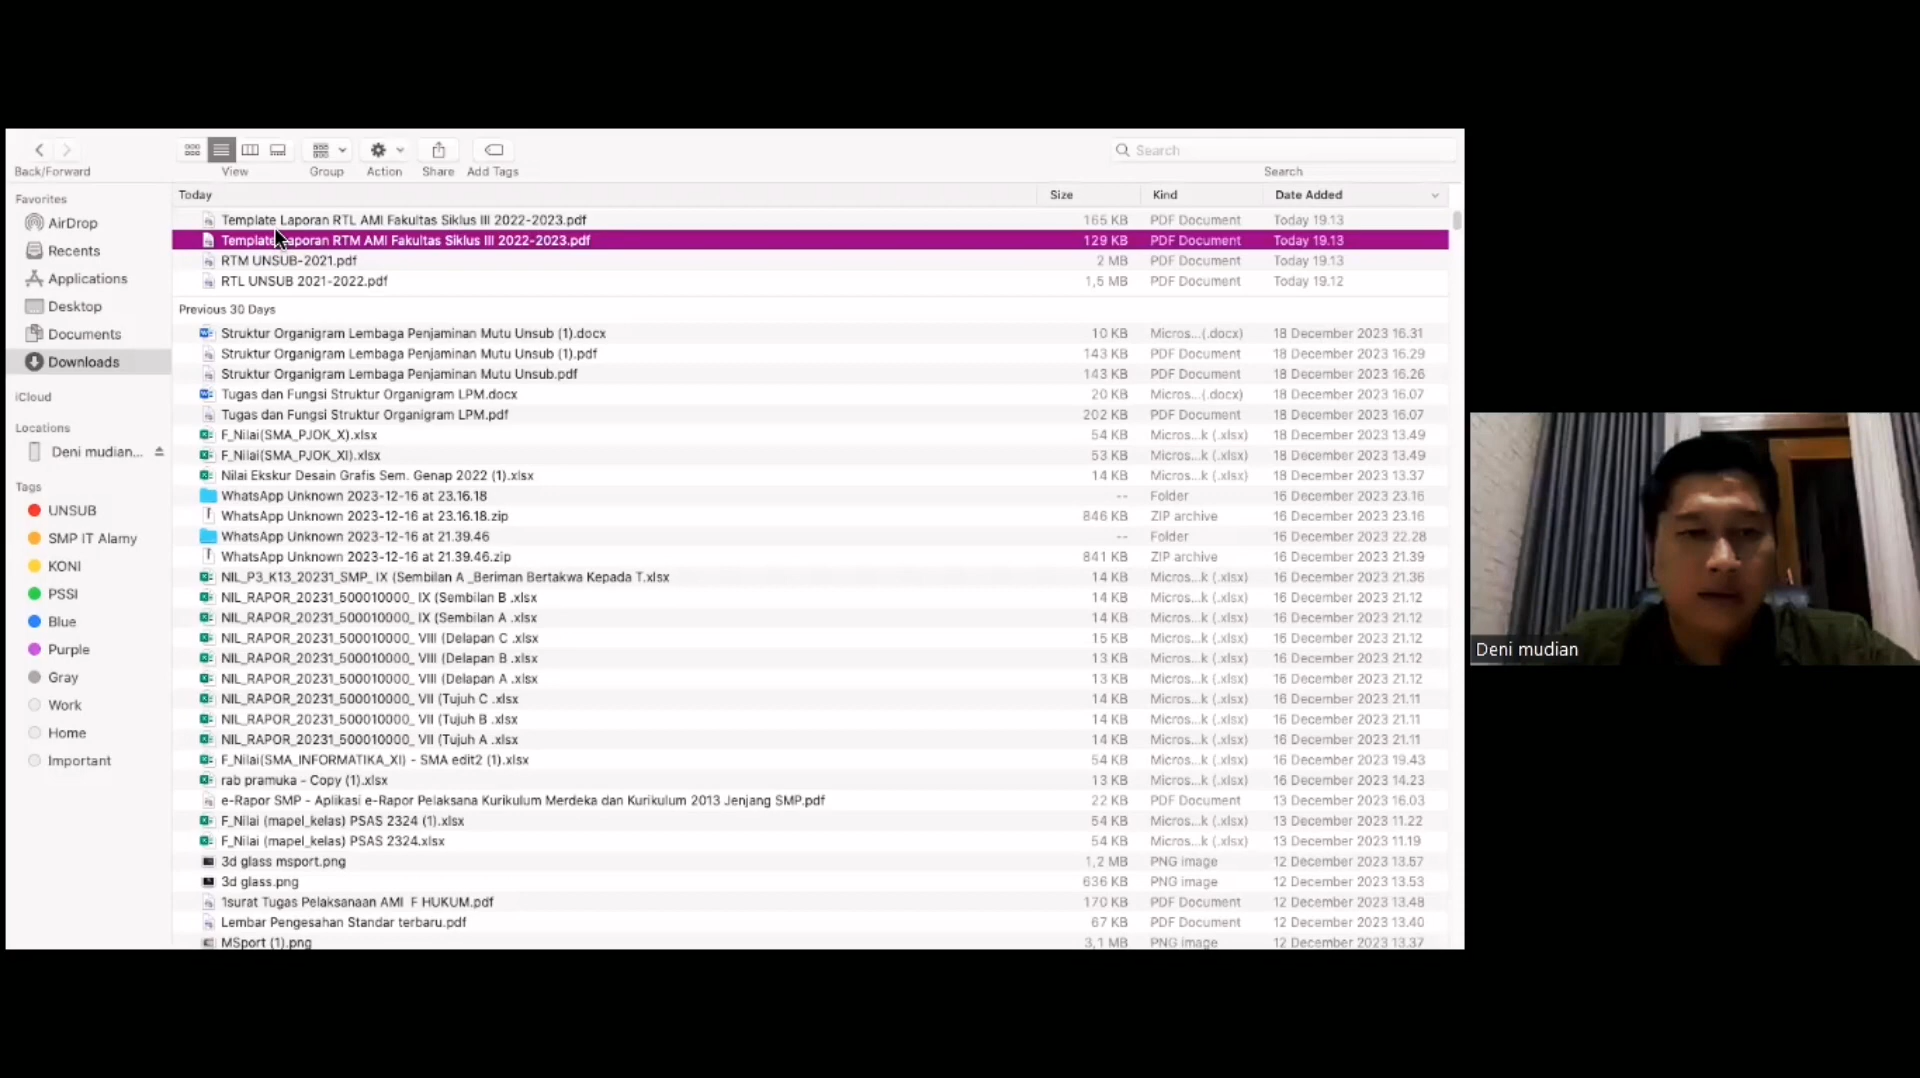 Back/Forward
View
Group
Action
Share
Add Tags
Search
Search
Favorites
AirDrop
Recents
Applications
Desktop
Documents
Downloads
iCloud
Locations
Deni mudian...
Tags
UNSUB
SMP IT Alamy
KONI
PSSI
Blue
Purple
Gray
Work
Home
Important
Today Size Kind Date Added
Template Laporan RTL AMI Fakultas Siklus III 2022-2023.pdf 165 KB PDF Document Today 19.13
Template Laporan RTM AMI Fakultas Siklus III 2022-2023.pdf 129 KB PDF Document Today 19.13
RTM UNSUB-2021.pdf 2 MB PDF Document Today 19.13
RTL UNSUB 2021-2022.pdf 1,5 MB PDF Document Today 19.12
Previous 30 Days
Struktur Organigram Lembaga Penjaminan Mutu Unsub (1).docx 10 KB Micros...(.docx) 18 December 2023 16.31
Struktur Organigram Lembaga Penjaminan Mutu Unsub (1).pdf 143 KB PDF Document 18 December 2023 16.29
Struktur Organigram Lembaga Penjaminan Mutu Unsub.pdf 143 KB PDF Document 18 December 2023 16.26
Tugas dan Fungsi Struktur Organigram LPM.docx 20 KB Micros...(.docx) 18 December 2023 16.07
Tugas dan Fungsi Struktur Organigram LPM.pdf 202 KB PDF Document 18 December 2023 16.07
F_Nilai(SMA_PJOK_X).xlsx 54 KB Micros...k (.xlsx) 18 December 2023 13.49
F_Nilai(SMA_PJOK_XI).xlsx 53 KB Micros...k (.xlsx) 18 December 2023 13.49
Nilai Ekskur Desain Grafis Sem. Genap 2022 (1).xlsx 14 KB Micros...k (.xlsx) 18 December 2023 13.37
WhatsApp Unknown 2023-12-16 at 23.16.18 -- Folder 16 December 2023 23.16
WhatsApp Unknown 2023-12-16 at 23.16.18.zip 846 KB ZIP archive 16 December 2023 23.16
WhatsApp Unknown 2023-12-16 at 21.39.46 -- Folder 16 December 2023 22.28
WhatsApp Unknown 2023-12-16 at 21.39.46.zip 841 KB ZIP archive 16 December 2023 21.39
NIL_P3_K13_20231_SMP_ IX (Sembilan A _Beriman Bertakwa Kepada T.xlsx 14 KB Micros...k (.xlsx) 16 December 2023 21.36
NIL_RAPOR_20231_500010000_ IX (Sembilan B .xlsx 14 KB Micros...k (.xlsx) 16 December 2023 21.12
NIL_RAPOR_20231_500010000_ IX (Sembilan A .xlsx 14 KB Micros...k (.xlsx) 16 December 2023 21.12
NIL_RAPOR_20231_500010000_ VIII (Delapan C .xlsx 15 KB Micros...k (.xlsx) 16 December 2023 21.12
NIL_RAPOR_20231_500010000_ VIII (Delapan B .xlsx 13 KB Micros...k (.xlsx) 16 December 2023 21.12
NIL_RAPOR_20231_500010000_ VIII (Delapan A .xlsx 13 KB Micros...k (.xlsx) 16 December 2023 21.12
NIL_RAPOR_20231_500010000_ VII (Tujuh C .xlsx 14 KB Micros...k (.xlsx) 16 December 2023 21.11
NIL_RAPOR_20231_500010000_ VII (Tujuh B .xlsx 14 KB Micros...k (.xlsx) 16 December 2023 21.11
NIL_RAPOR_20231_500010000_ VII (Tujuh A .xlsx 14 KB Micros...k (.xlsx) 16 December 2023 21.11
F_Nilai(SMA_INFORMATIKA_XI) - SMA edit2 (1).xlsx 54 KB Micros...k (.xlsx) 16 December 2023 19.43
rab pramuka - Copy (1).xlsx 13 KB Micros...k (.xlsx) 16 December 2023 14.23
e-Rapor SMP - Aplikasi e-Rapor Pelaksana Kurikulum Merdeka dan Kurikulum 2013 Jenjang SMP.pdf 22 KB PDF Document 13 December 2023 16.03
F_Nilai (mapel_kelas) PSAS 2324 (1).xlsx 54 KB Micros...k (.xlsx) 13 December 2023 11.22
F_Nilai (mapel_kelas) PSAS 2324.xlsx 54 KB Micros...k (.xlsx) 13 December 2023 11.19
3d glass msport.png 1,2 MB PNG image 12 December 2023 13.57
3d glass.png 636 KB PNG image 12 December 2023 13.53
1surat Tugas Pelaksanaan AMI F HUKUM.pdf 170 KB PDF Document 12 December 2023 13.48
Lembar Pengesahan Standar terbaru.pdf 67 KB PDF Document 12 December 2023 13.40
MSport (1).png 3,1 MB PNG image 12 December 2023 13.37
Deni mudian